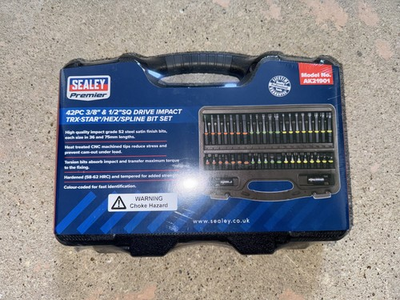 SEALEY
Premier
Model No.
AK21901
LIFETIME
42PC 3/8" & 1/2"SQ DRIVE IMPACT
TRX-STAR*/HEX/SPLINE BIT SET
High quality impact grade S2 steel satin finish bits,
each size in 36 and 75mm lengths.
Heat treated CNC machined tips reduce stress and
prevent cam-out under load.
Torsion bits absorb impact and transfer maximum torque
to the fixing.
Hardened (58-62 HRC) and tempered for added strength.
Colour-coded for fast identification.
WARNING
Choke Hazard
www.sealey.co.uk